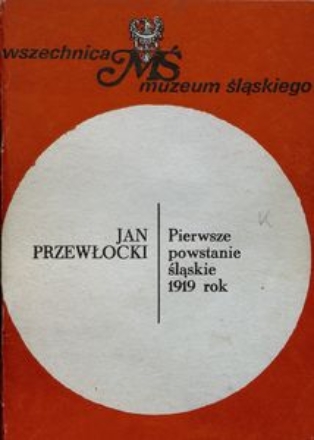 wszechnica
MŚ
muzeum śląskiego
JAN
PRZEWŁOCKI
Pierwsze
powstanie
śląskie
1919 rok
K